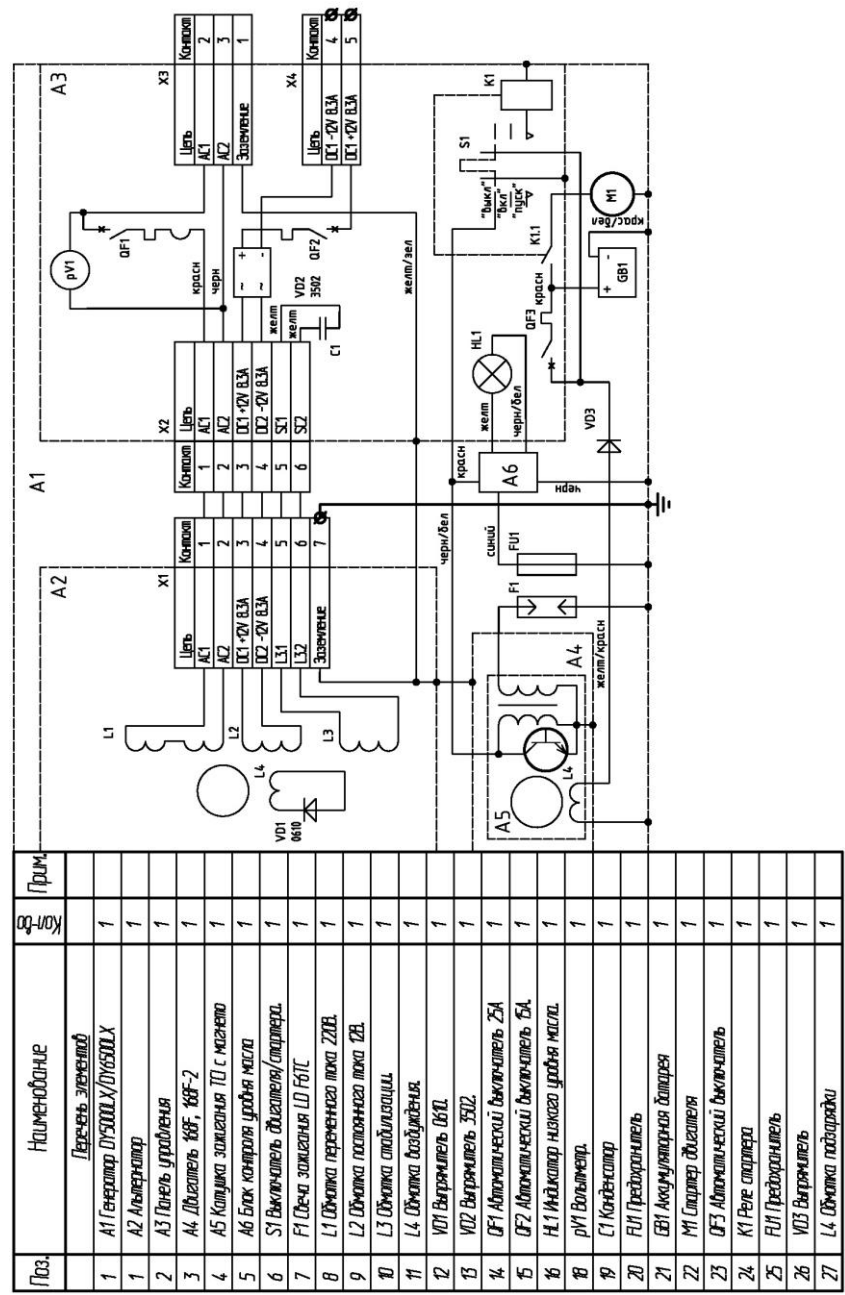 Поз.
Наименование
Кол-во
Прим.
Перечень элементов
1 А1 Генератор DY5000LX/DY6500LX 1
1 А2 Альтернатор 1
2 А3 Панель управления 1
3 А4 Двигатель 168F, 168F-2 1
4 А5 Катушка зажигания TCI с магнето 1
5 А6 Блок контроля уровня масла 1
6 S1 Выключатель двигателя/стартера. 1
7 F1 Свеча зажигания LD F6TC 1
8 L1 Обмотка переменного тока 220В. 1
9 L2 Обмотка постоянного тока 12В. 1
10 L3 Обмотка стабилизации. 1
11 L4 Обмотка возбуждения. 1
12 VD1 Выпрямитель 0610. 1
13 VD2 Выпрямитель 3502. 1
14 QF1 Автоматический выключатель 25А 1
15 QF2 Автоматический выключатель 15А. 1
16 HL1 Индикатор низкого уровня масла. 1
18 pV1 Вольтметр. 1
19 C1 Конденсатор 1
20 FU1 Предохранитель 1
21 GB1 Аккумуляторная батарея 1
22 М1 Стартер двигателя 1
23 QF3 Автоматический выключатель 1
24 К1 Реле стартера 1
25 FU1 Предохранитель 1
26 VD3 Выпрямитель 1
27 L4 Обмотка подзарядки 1
A1
A2
L1
L2
L3
L4
VD1
0610
X1
Цепь Контакт
AC1 1
AC2 2
DC1 +12V 8.3A 3
DC2 -12V 8.3A 4
L3.1 5
L3.2 6
Заземление 7
X2
Контакт Цепь
1 AC1
2 AC2
3 DC1 +12V 8.3A
4 DC2 -12V 8.3A
5 SC1
6 SC2
A3
pV1
QF1
красн
черн
~ +
~ -
VD2
3502
QF2
желт
желт
C1
желт/зел
X3
Цепь Контакт
AC1 2
AC2 3
Заземление 1
X4
Цепь Контакт
DC1 -12V 8.3A 4
DC1 +12V 8.3A 5
A4
A5
L4
черн/бел
F1
FU1
синий
желт/красн
красн
A6
черн
желт
черн/бел
HL1
VD3
QF3
красн
K1.1
+ -
GB1
M1
крас/бел
S1
"выкл"
"вкл"
"пуск"
K1